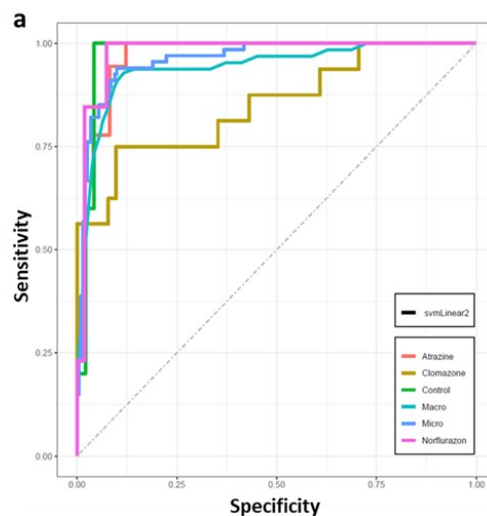 a
1.00
0.75
0.50
0.25
0.00
Sensitivity
svmLinear2
Atrazine
Clomazone
Control
Macro
Micro
Norflurazon
0.00 0.25 0.50 0.75 1.00
Specificity